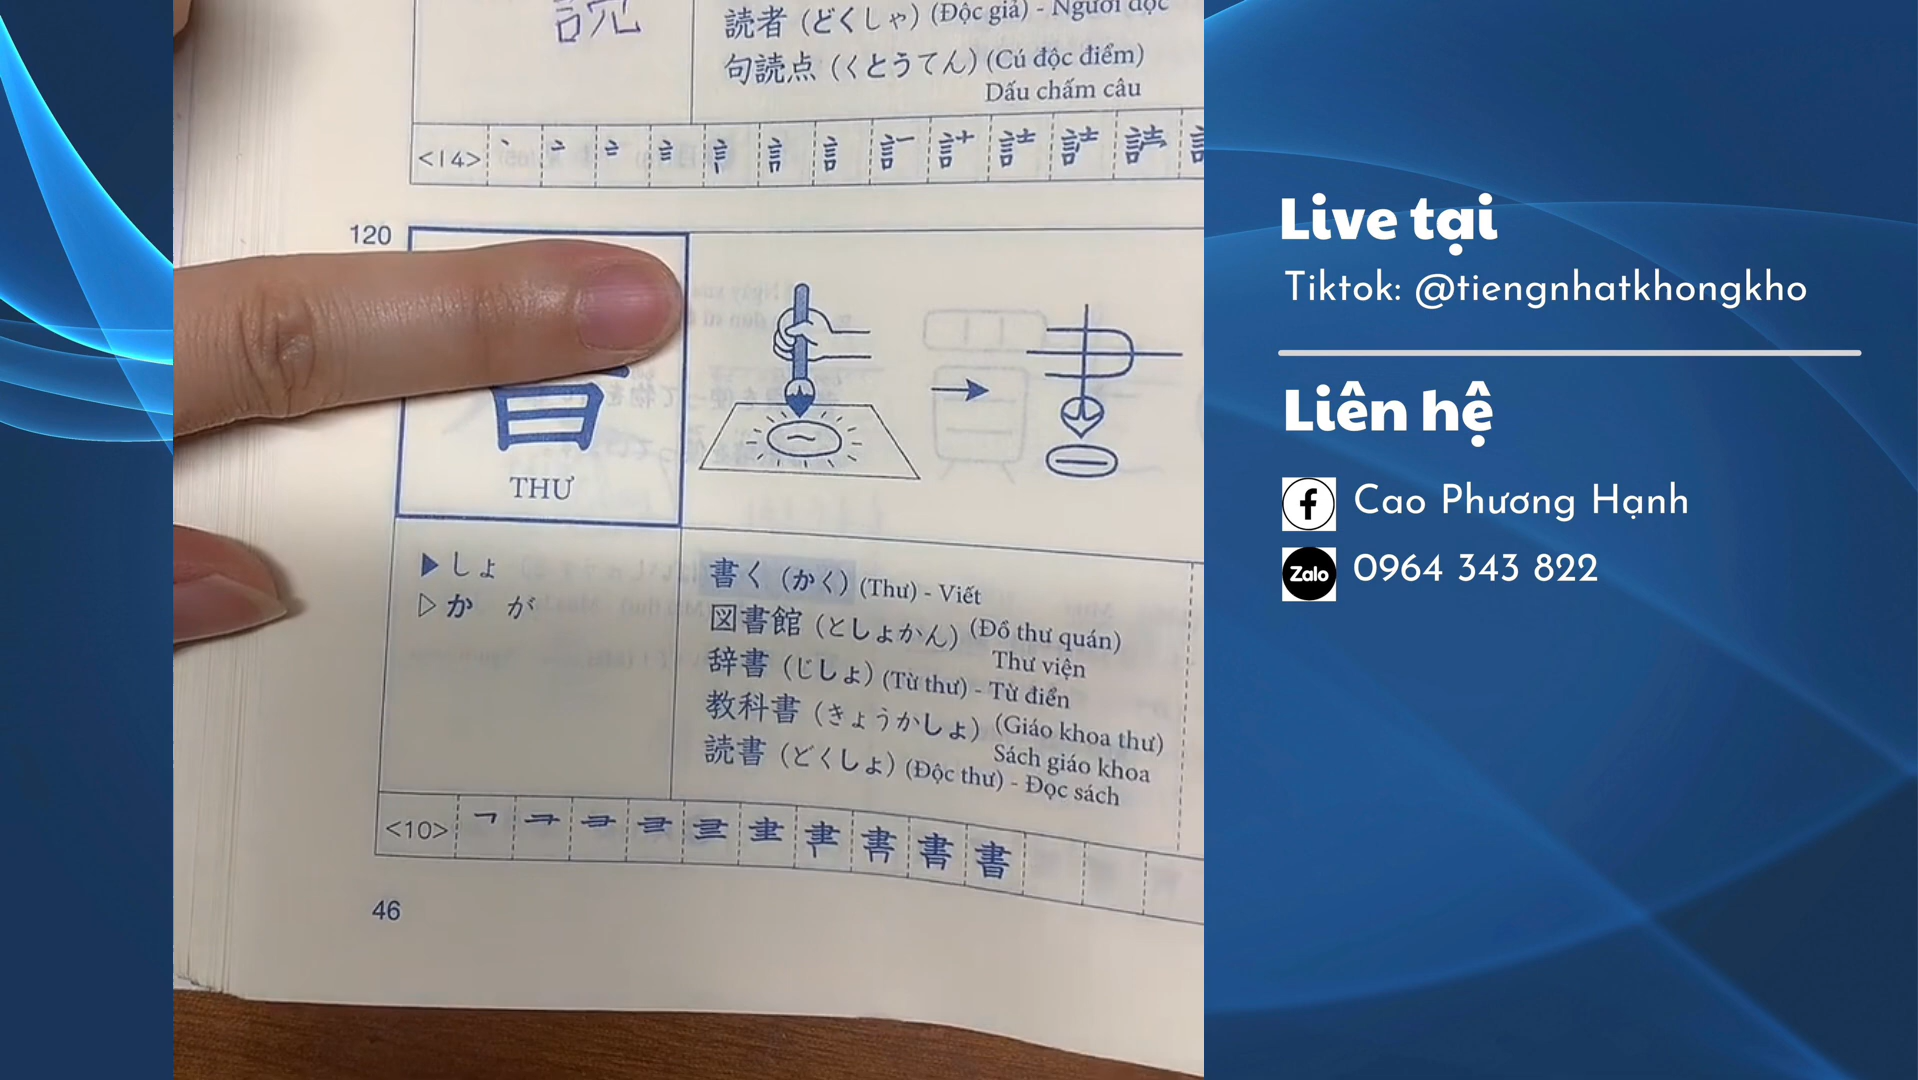 読
読者 (どくしゃ) (Độc giả) - Người đọc
句読点 (くとうてん) (Cú độc điểm)
Dấu chấm câu
<14>
120
書
THƯ
▶ しょ
▷ か が
書く (かく) (Thư) - Viết
図書館 (としょかん) (Đồ thư quán)
Thư viện
辞書 (じしょ) (Từ thư) - Từ điển
教科書 (きょうかしょ) (Giáo khoa thư)
Sách giáo khoa
読書 (どくしょ) (Độc thư) - Đọc sách
<10> 書
46
Live tại
Tiktok: @tiengnhatkhongkho
Liên hệ
f Cao Phương Hạnh
Zalo 0964 343 822